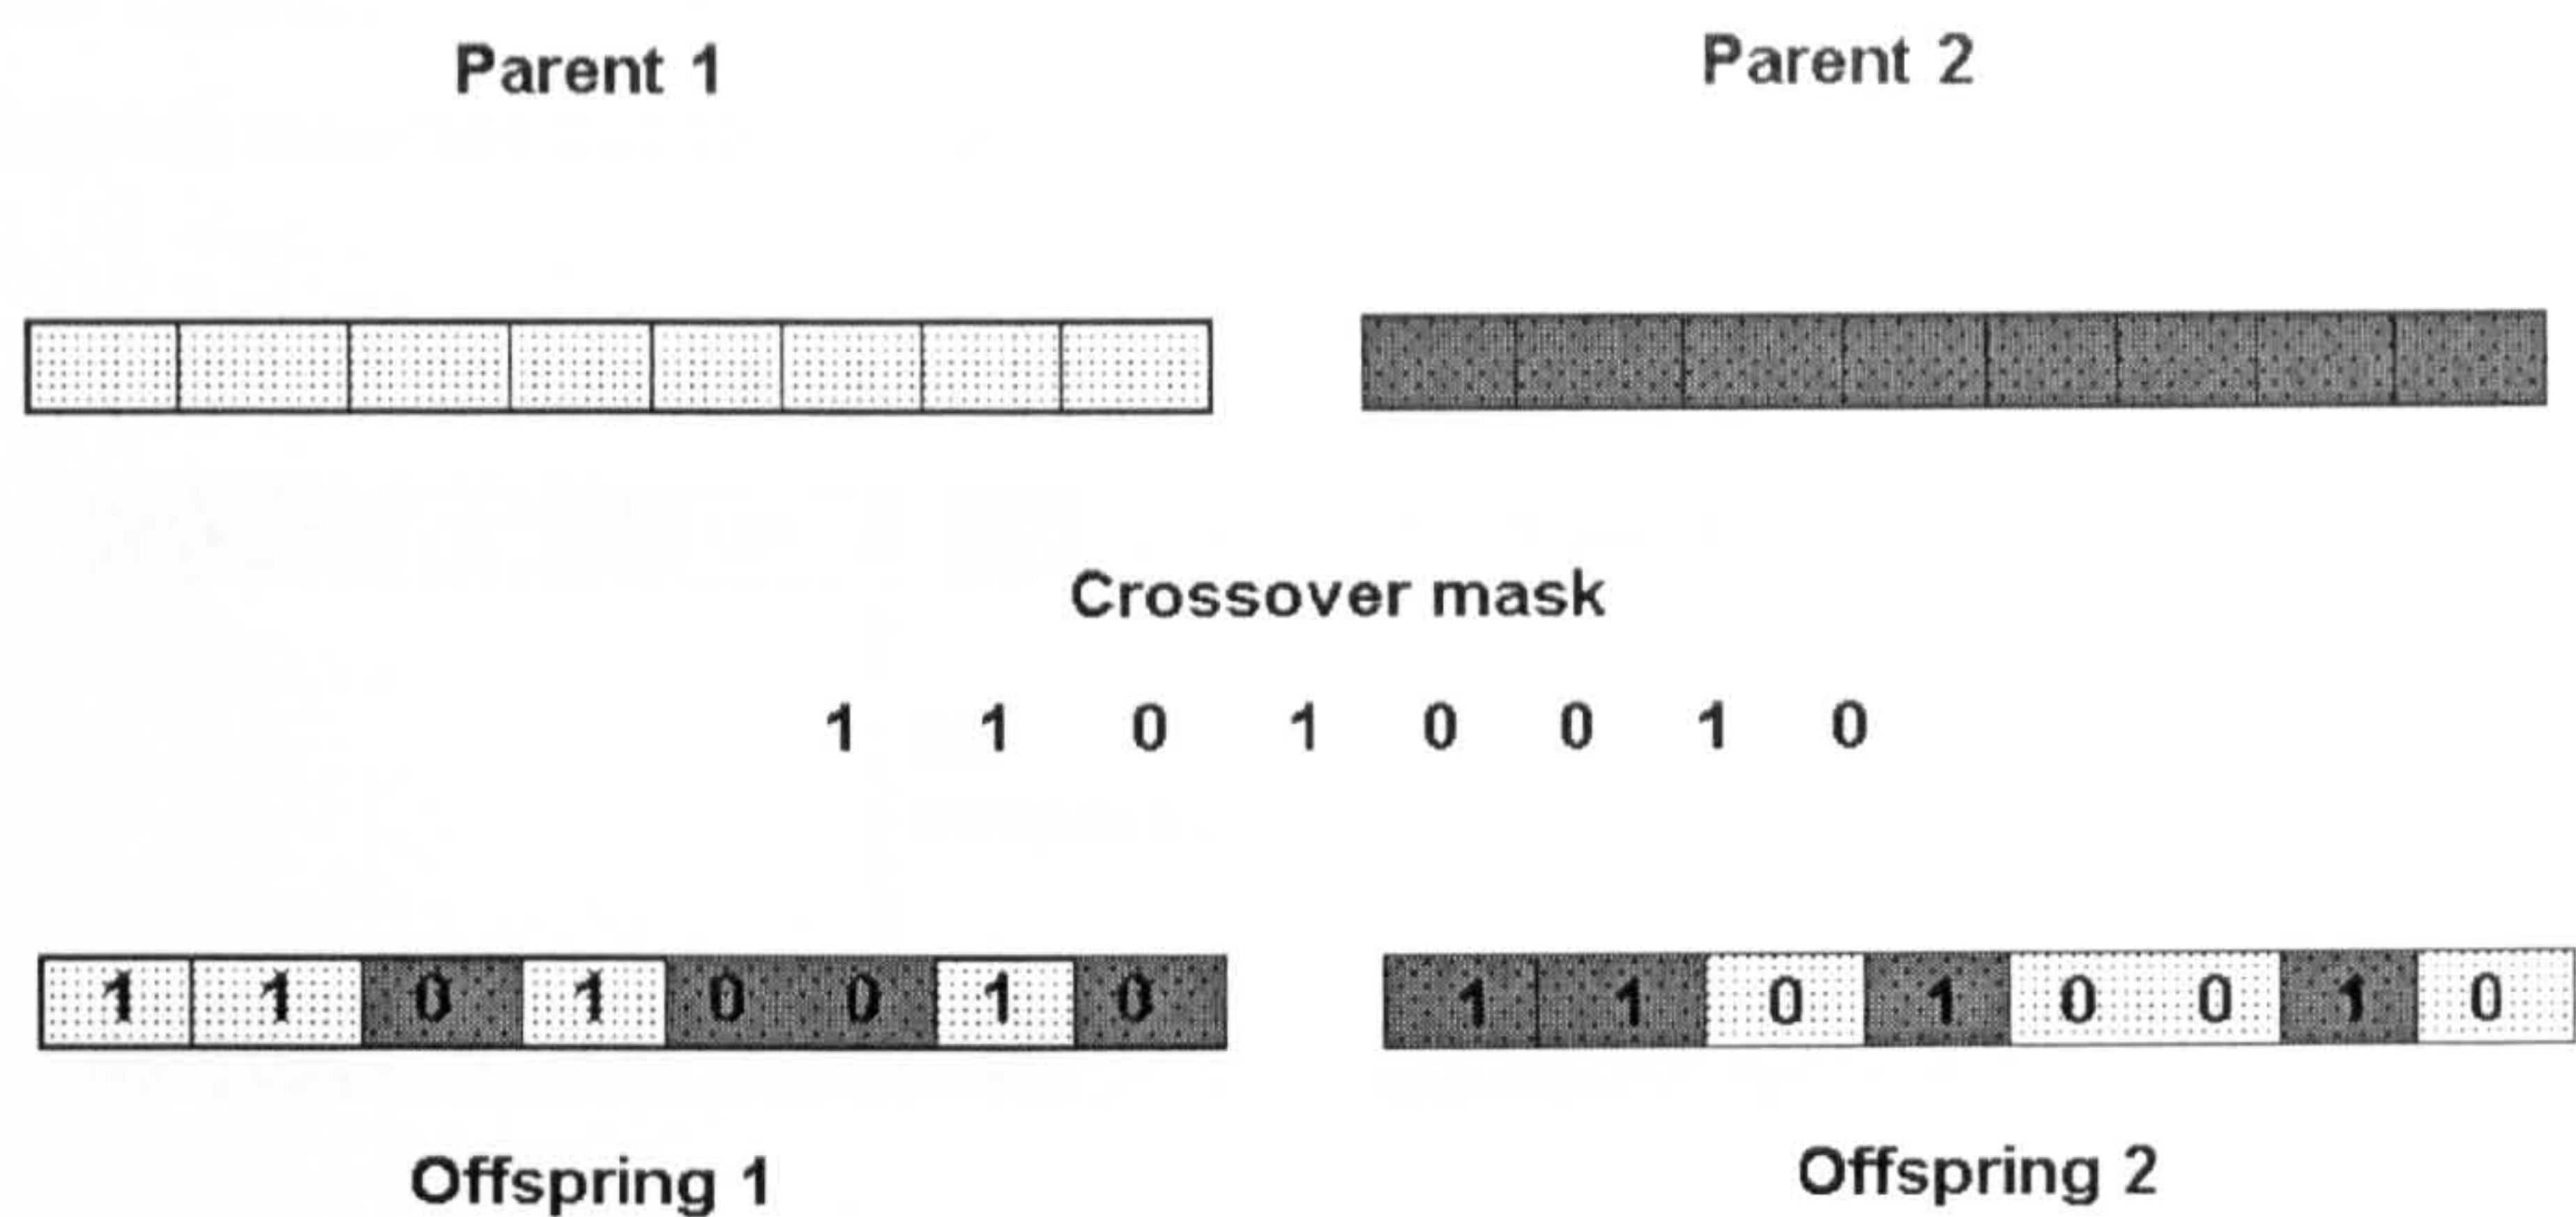 Parent 1 Parent 2
Crossover mask
1 1 0 1 0 0 1 0
1 1 0 1 0 0 1 0 1 1 0 1 0 0 1 0
Offspring 1 Offspring 2